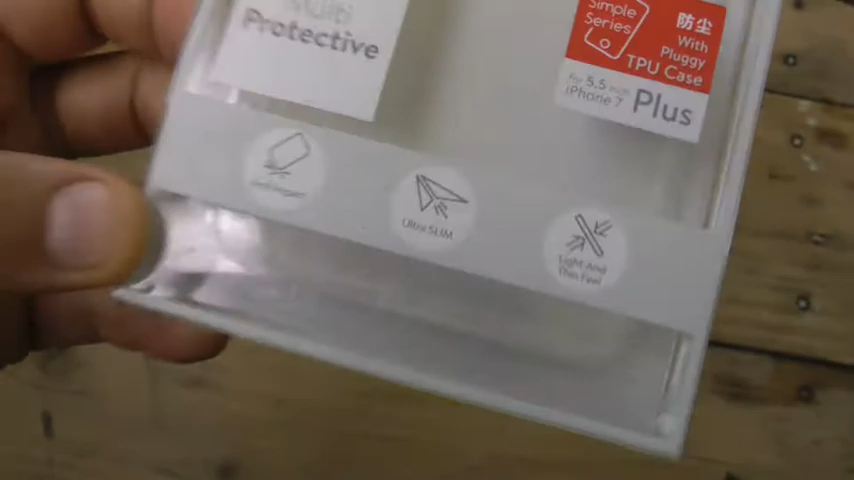 Multi
Protective
Simple
Series
防尘
With
Pluggy
TPU Case
For 5.5 inch
iPhone 7 Plus
Ultra SLIM
Light And
Thin Feel